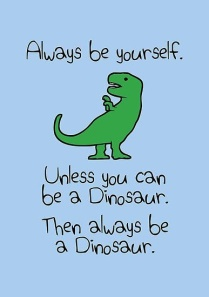 Always be yourself.
Unless you can
be a Dinosaur.
Then always be
a Dinosaur.